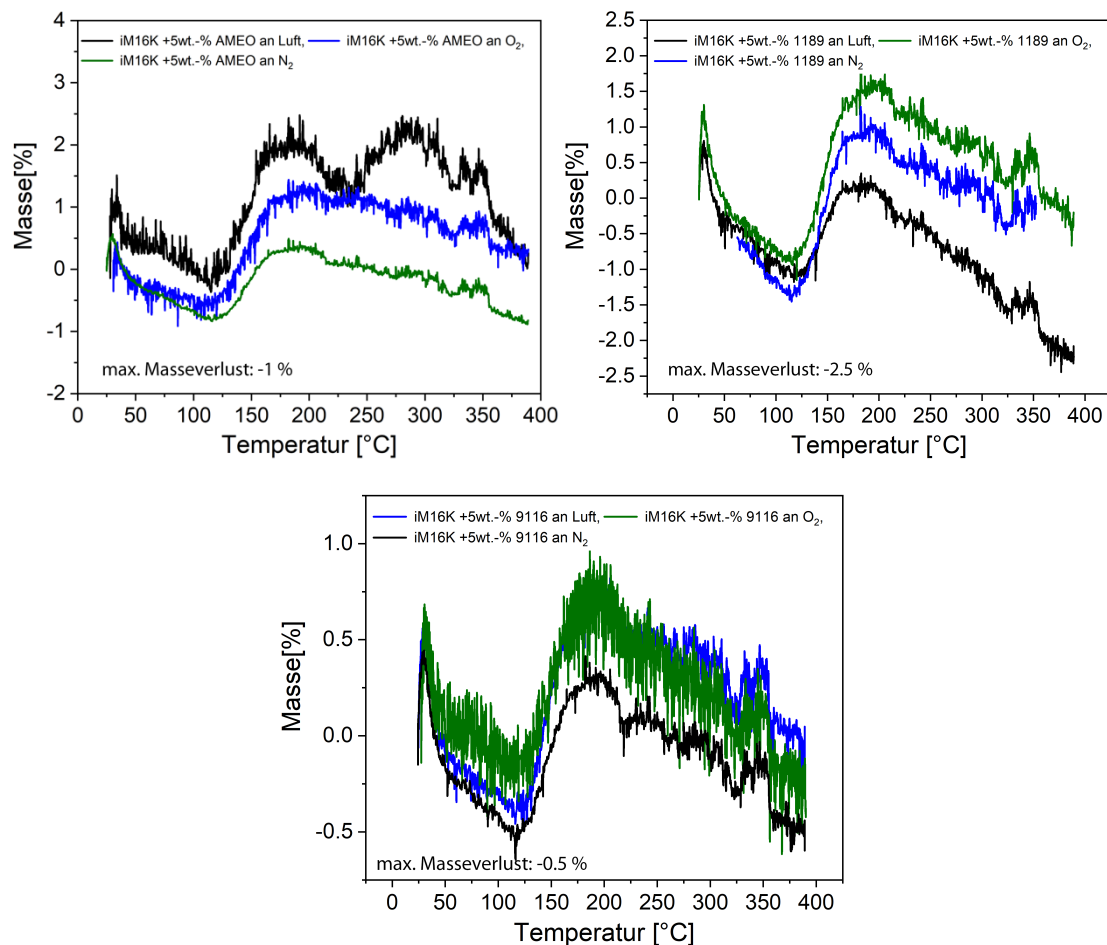 iM16K +5wt.-% AMEO an Luft, iM16K +5wt.-% AMEO an O₂,
iM16K +5wt.-% AMEO an N₂
4
3
2
1
0
-1
-2
Masse[%]
max. Masseverlust: -1 %
0 50 100 150 200 250 300 350 400
Temperatur [°C]
iM16K +5wt.-% 1189 an Luft, iM16K +5wt.-% 1189 an O₂,
iM16K +5wt.-% 1189 an N₂
2.5
2.0
1.5
1.0
0.5
0.0
-0.5
-1.0
-1.5
-2.0
-2.5
Masse[%]
max. Masseverlust: -2.5 %
0 50 100 150 200 250 300 350 400
Temperatur [°C]
iM16K +5wt.-% 9116 an Luft, iM16K +5wt.-% 9116 an O₂,
iM16K +5wt.-% 9116 an N₂
1.0
0.5
0.0
-0.5
Masse[%]
max. Masseverlust: -0.5 %
0 50 100 150 200 250 300 350 400
Temperatur [°C]